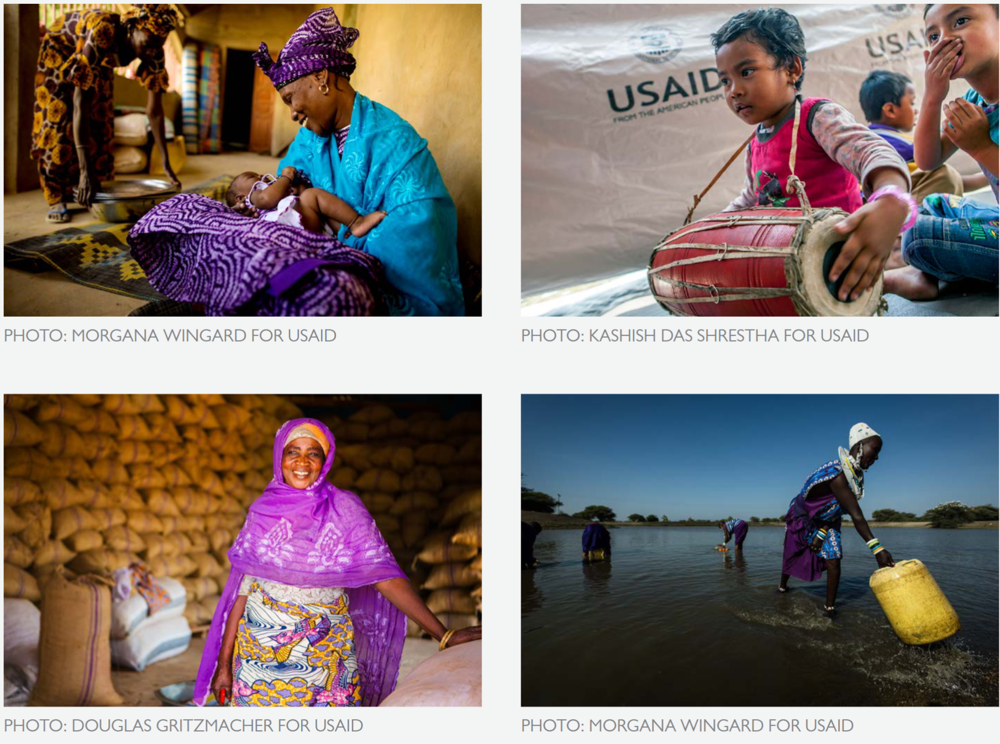 USAID
FROM THE AMERICAN PEOPL
USA
PHOTO: MORGANA WINGARD FOR USAID
PHOTO: KASHISH DAS SHRESTHA FOR USAID
PHOTO: DOUGLAS GRITZMACHER FOR USAID
PHOTO: MORGANA WINGARD FOR USAID